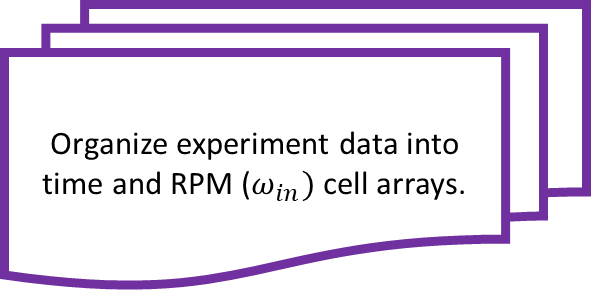 Organize experiment data into
time and RPM (ω_in) cell arrays.